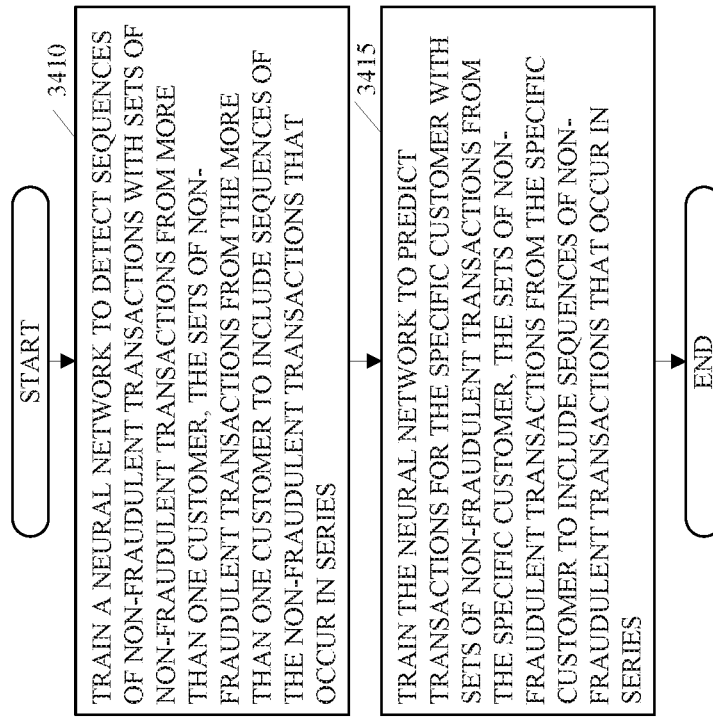 START
3410
TRAIN A NEURAL NETWORK TO DETECT SEQUENCES
OF NON-FRAUDULENT TRANSACTIONS WITH SETS OF
NON-FRAUDULENT TRANSACTIONS FROM MORE
THAN ONE CUSTOMER, THE SETS OF NON-
FRAUDULENT TRANSACTIONS FROM THE MORE
THAN ONE CUSTOMER TO INCLUDE SEQUENCES OF
THE NON-FRAUDULENT TRANSACTIONS THAT
OCCUR IN SERIES
3415
TRAIN THE NEURAL NETWORK TO PREDICT
TRANSACTIONS FOR THE SPECIFIC CUSTOMER WITH
SETS OF NON-FRAUDULENT TRANSACTIONS FROM
THE SPECIFIC CUSTOMER, THE SETS OF NON-
FRAUDULENT TRANSACTIONS FROM THE SPECIFIC
CUSTOMER TO INCLUDE SEQUENCES OF NON-
FRAUDULENT TRANSACTIONS THAT OCCUR IN
SERIES
END